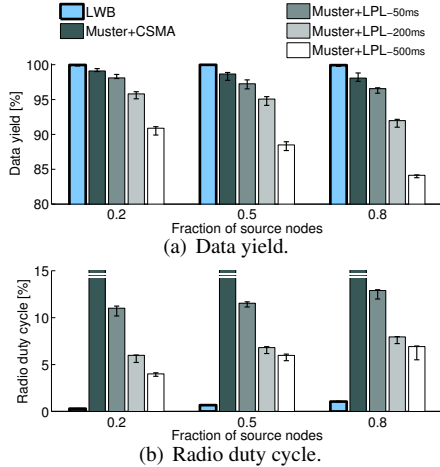 LWB
Muster+CSMA
Muster+LPL−50ms
Muster+LPL−200ms
Muster+LPL−500ms
Data yield [%]
100
95
90
85
80
0.2
0.5
0.8
Fraction of source nodes
(a) Data yield.
Radio duty cycle [%]
15
10
5
0
0.2
0.5
0.8
Fraction of source nodes
(b) Radio duty cycle.